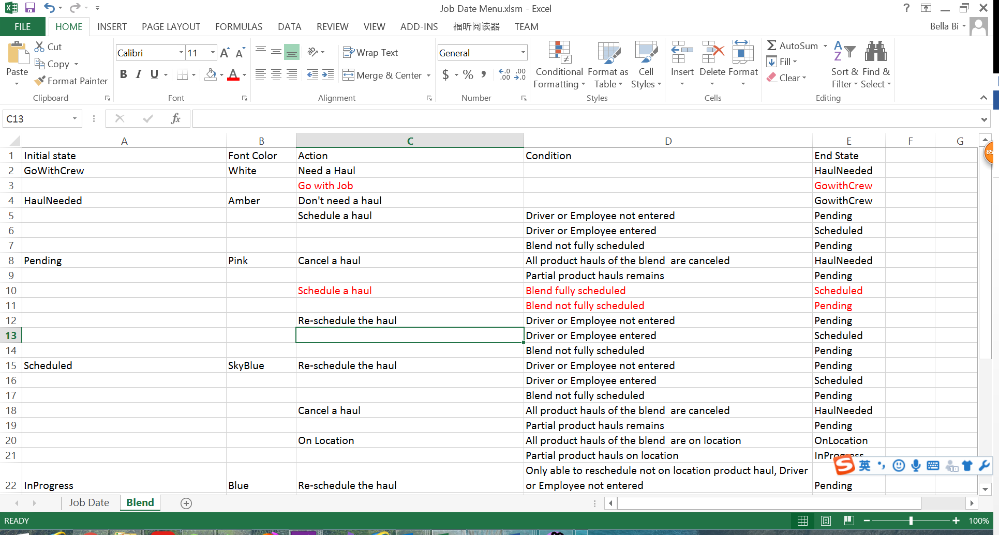 Job Date Menu.xlsm - Excel
?
FILE HOME INSERT PAGE LAYOUT FORMULAS DATA REVIEW VIEW ADD-INS 福昕阅读器 TEAM Bella Bi
Paste Cut Copy Format Painter
Calibri 11 B I U A A A
Wrap Text Merge & Center
General $ % , .0 .00
Conditional Formatting Format as Table Cell Styles
Insert Delete Format
AutoSum Fill Clear Sort & Filter Find & Select
Clipboard Font Alignment Number Styles Cells Editing
C13 fx
A B C D E F G
1 Initial state Font Color Action Condition End State
2 GoWithCrew White Need a Haul HaulNeeded
3 Go with Job GowithCrew
4 HaulNeeded Amber Don't need a haul GowithCrew
5 Schedule a haul Driver or Employee not entered Pending
6 Driver or Employee entered Scheduled
7 Blend not fully scheduled Pending
8 Pending Pink Cancel a haul All product hauls of the blend  are canceled HaulNeeded
9 Partial product hauls remains Pending
10 Schedule a haul Blend fully scheduled Scheduled
11 Blend not fully scheduled Pending
12 Re-schedule the haul Driver or Employee not entered Pending
13 Driver or Employee entered Scheduled
14 Blend not fully scheduled Pending
15 Scheduled SkyBlue Re-schedule the haul Driver or Employee not entered Pending
16 Driver or Employee entered Scheduled
17 Blend not fully scheduled Pending
18 Cancel a haul All product hauls of the blend  are canceled HaulNeeded
19 Partial product hauls remains Pending
20 On Location All product hauls of the blend  are on location OnLocation
21 Partial product hauls on location InProgress
Only able to reschedule not on location product haul, Driver
22 InProgress Blue Re-schedule the haul or Employee not entered Pending
英
Job Date Blend
READY 100%